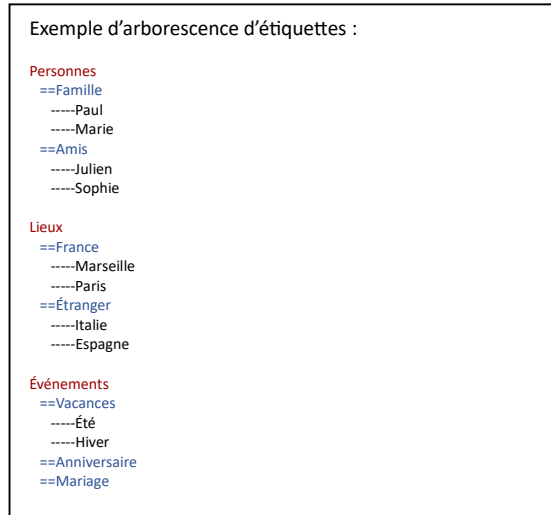 Exemple d’arborescence d’étiquettes :
Personnes
==Famille
-----Paul
-----Marie
==Amis
-----Julien
-----Sophie
Lieux
==France
-----Marseille
-----Paris
==Étranger
-----Italie
-----Espagne
Événements
==Vacances
-----Été
-----Hiver
==Anniversaire
==Mariage